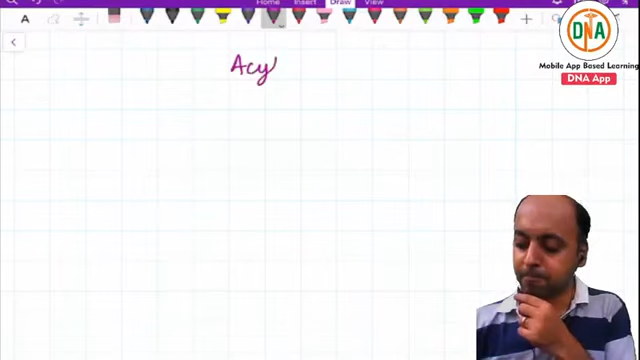 Home Insert Draw View
A
DNA
Mobile App Based Learning
DNA App
Acy